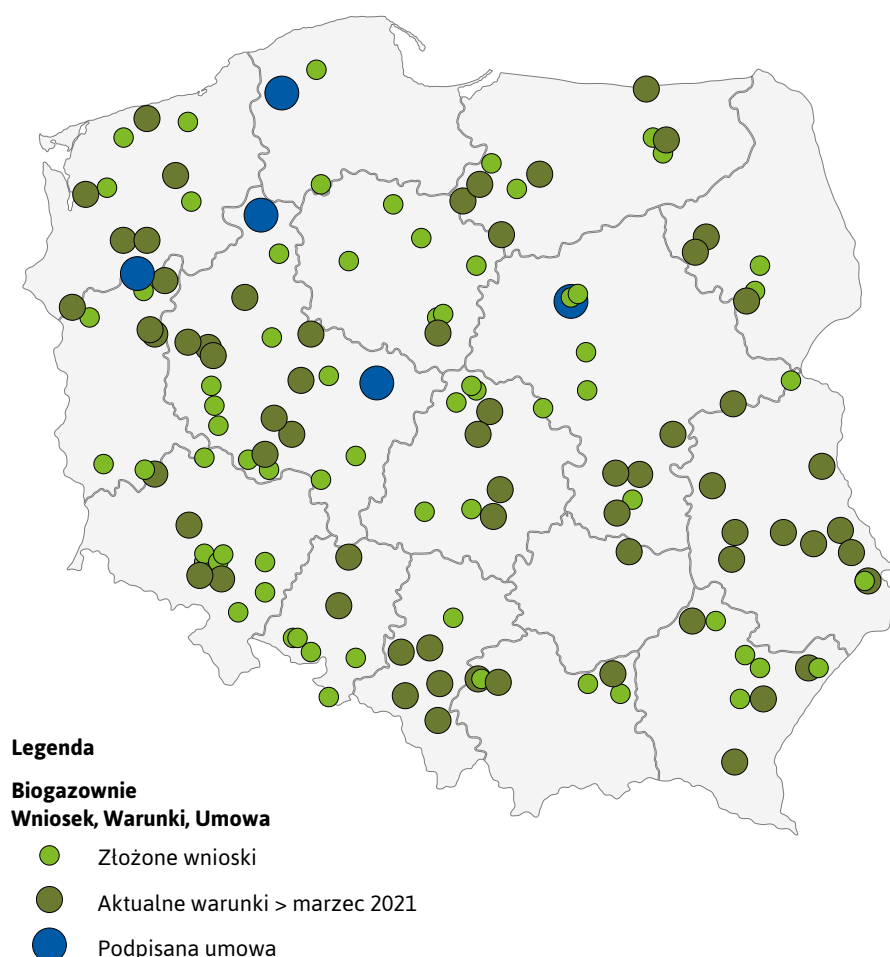 Legenda
Biogazownie
Wniosek, Warunki, Umowa
Złożone wnioski
Aktualne warunki > marzec 2021
Podpisana umowa